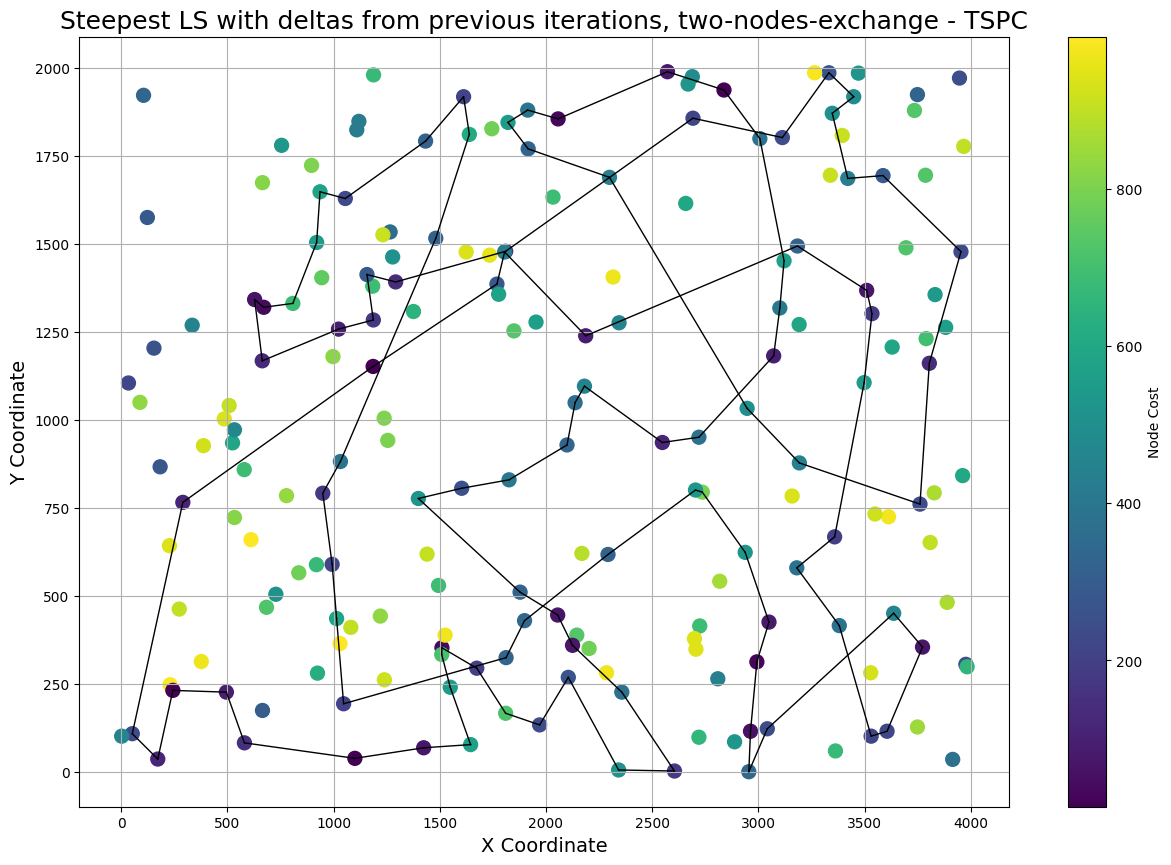 Steepest LS with deltas from previous iterations, two-nodes-exchange - TSPC
2000
1750
1500
1250
1000
750
500
250
0
Y Coordinate
0 500 1000 1500 2000 2500 3000 3500 4000
X Coordinate
800
600
400
200
Node Cost